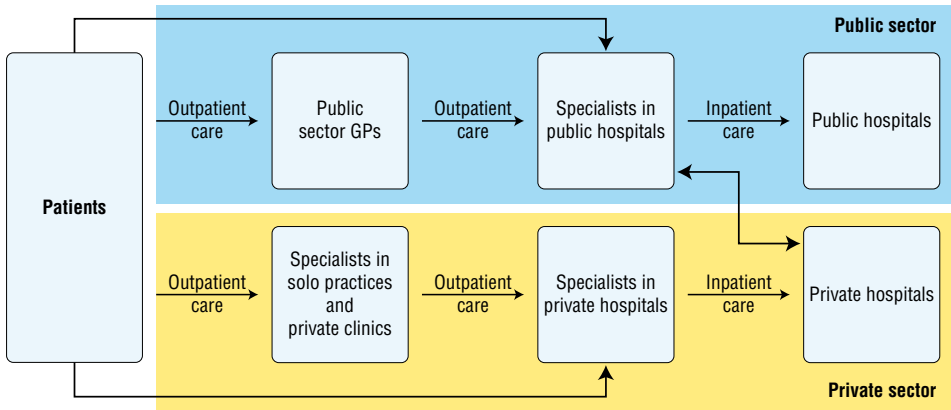 Public sector
Patients
Outpatient
care
Public
sector GPs
Outpatient
care
Specialists in
public hospitals
Inpatient
care
Public hospitals
Outpatient
care
Specialists in
solo practices
and
private clinics
Outpatient
care
Specialists in
private hospitals
Inpatient
care
Private hospitals
Private sector